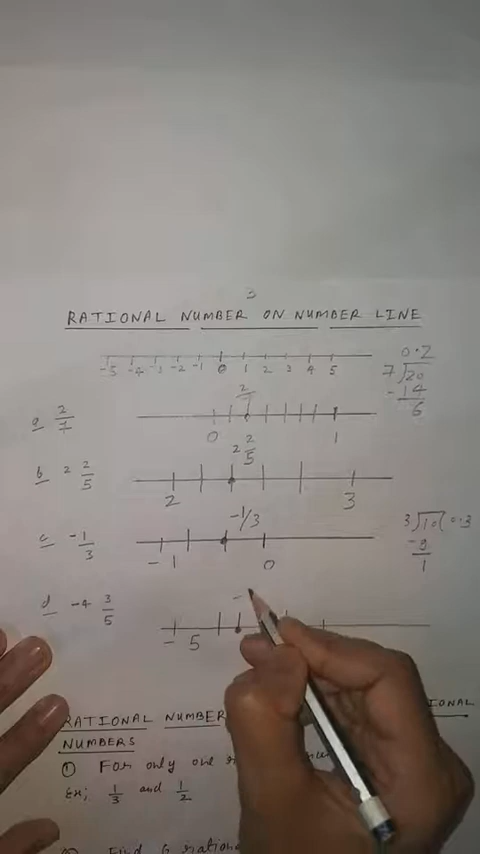 3
RATIONAL NUMBER ON NUMBER LINE
-5 -4 -3 -2 -1 0 1 2 3 4 5
0.2
7)20
-14
6
a 2/7
2/7
0 1
b 2 2/5
2 2/5
2 3
c -1/3
-1/3
-1 0
3)10(0.3
-9
1
d -4 3/5
-
-5
RATIONAL NUMBER
NUMBERS
① For only one
Ex; 1/3 and 1/2
Find 6